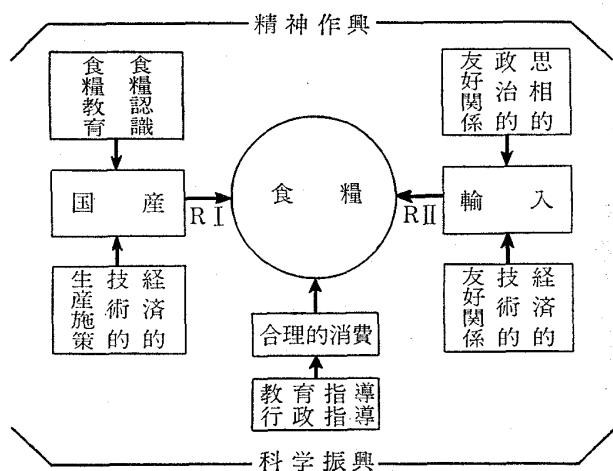 精神作興
食糧認識
食糧教育
思相的
政治的
友好関係
国産
RⅠ
食糧
RⅡ
輸入
経済的
技術的
生産施策
合理的消費
経済的
技術的
友好関係
教育指導
行政指導
科学振興